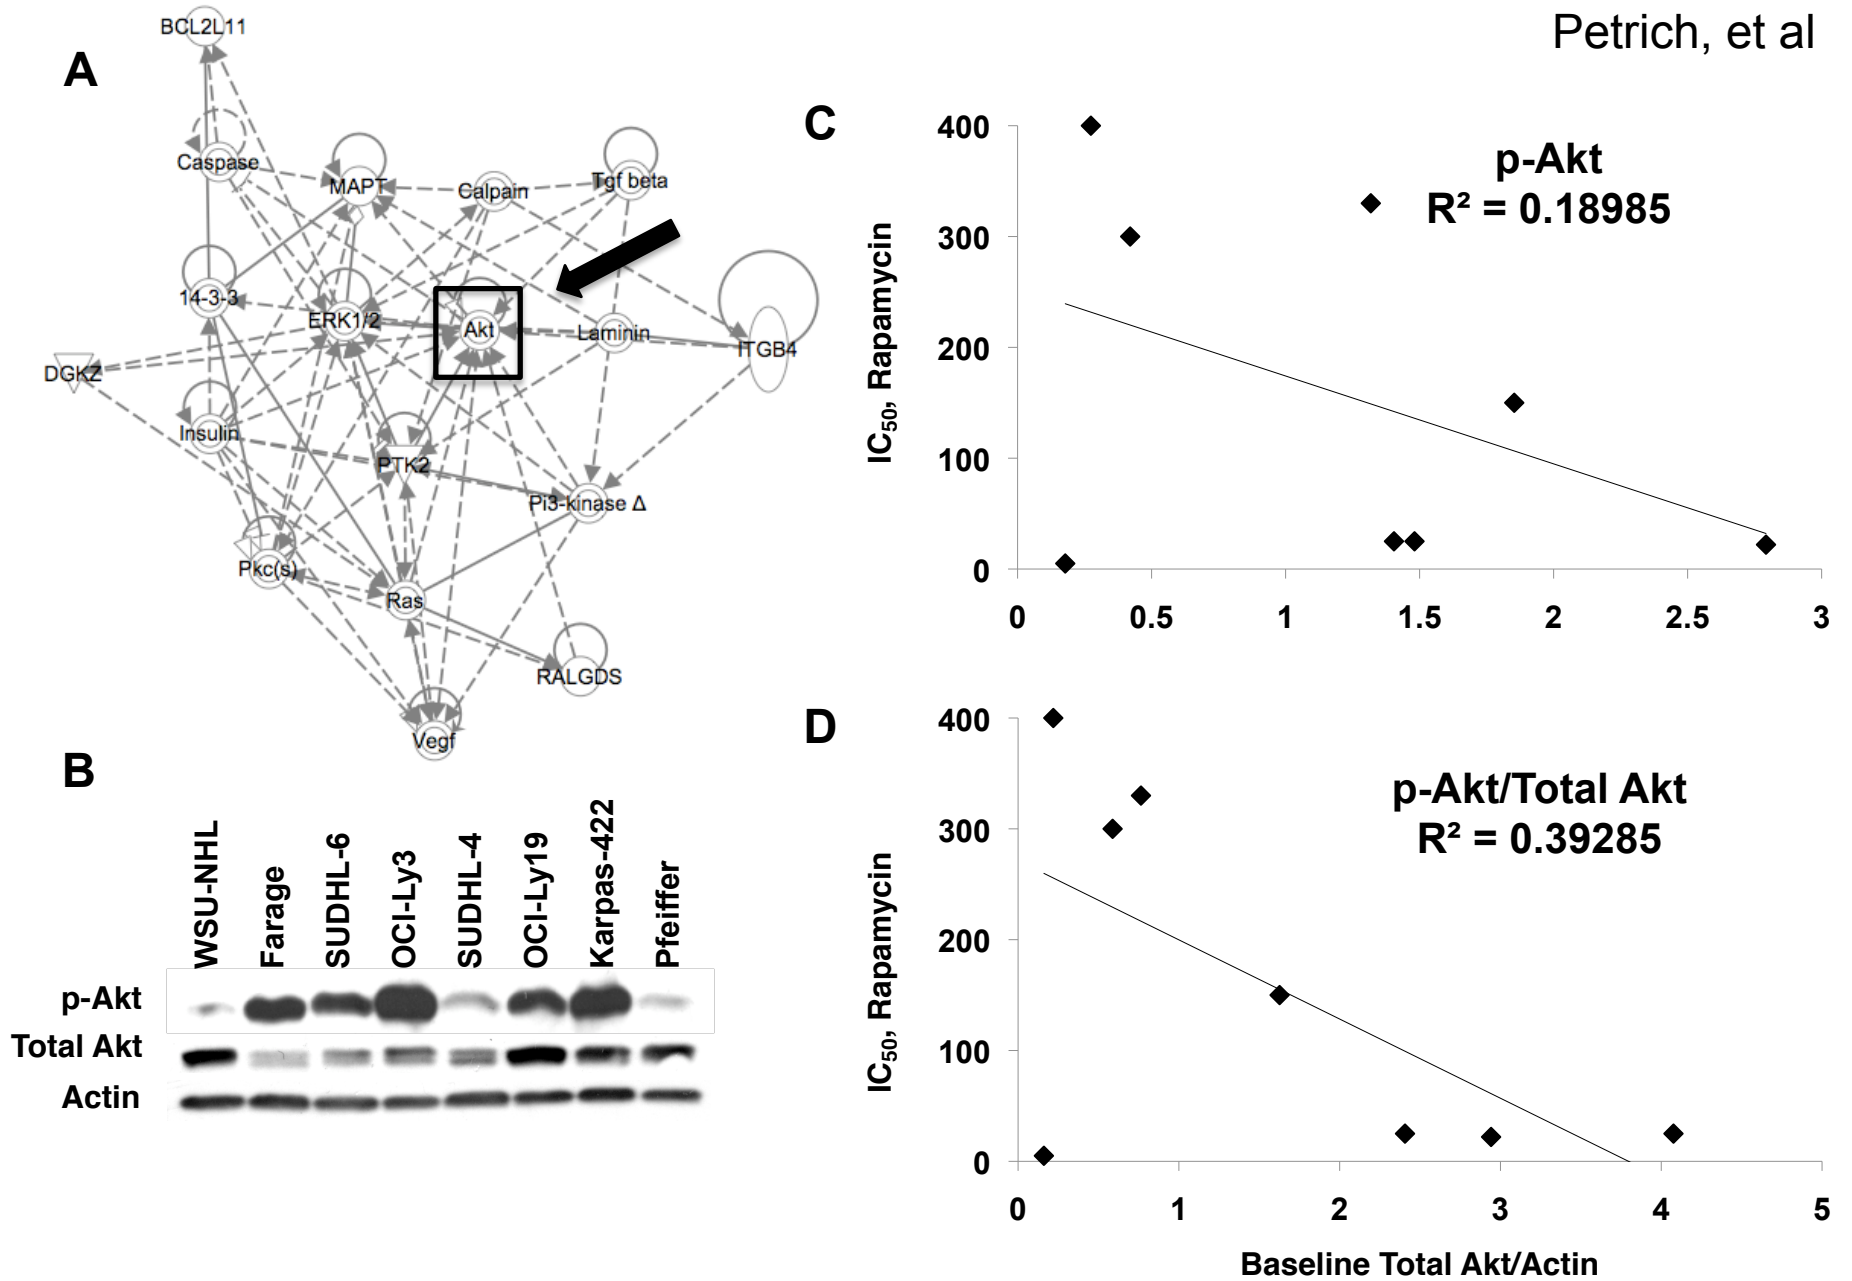 Petrich, et al
A
BCL2L11
Caspase
MAPT
Calpain
Tgf beta
14-3-3
ERK1/2
Akt
Laminin
ITGB4
DGKZ
Insulin
PTK2
Pi3-kinase Δ
Pkc(s)
Ras
RALGDS
Vegf
B
WSU-NHL
Farage
SUDHL-6
OCI-Ly3
SUDHL-4
OCI-Ly19
Karpas-422
Pfeiffer
p-Akt
Total Akt
Actin
C
p-Akt
R² = 0.18985
IC50, Rapamycin
400
300
200
100
0
0 0.5 1 1.5 2 2.5 3
D
p-Akt/Total Akt
R² = 0.39285
IC50, Rapamycin
400
300
200
100
0
0 1 2 3 4 5
Baseline Total Akt/Actin